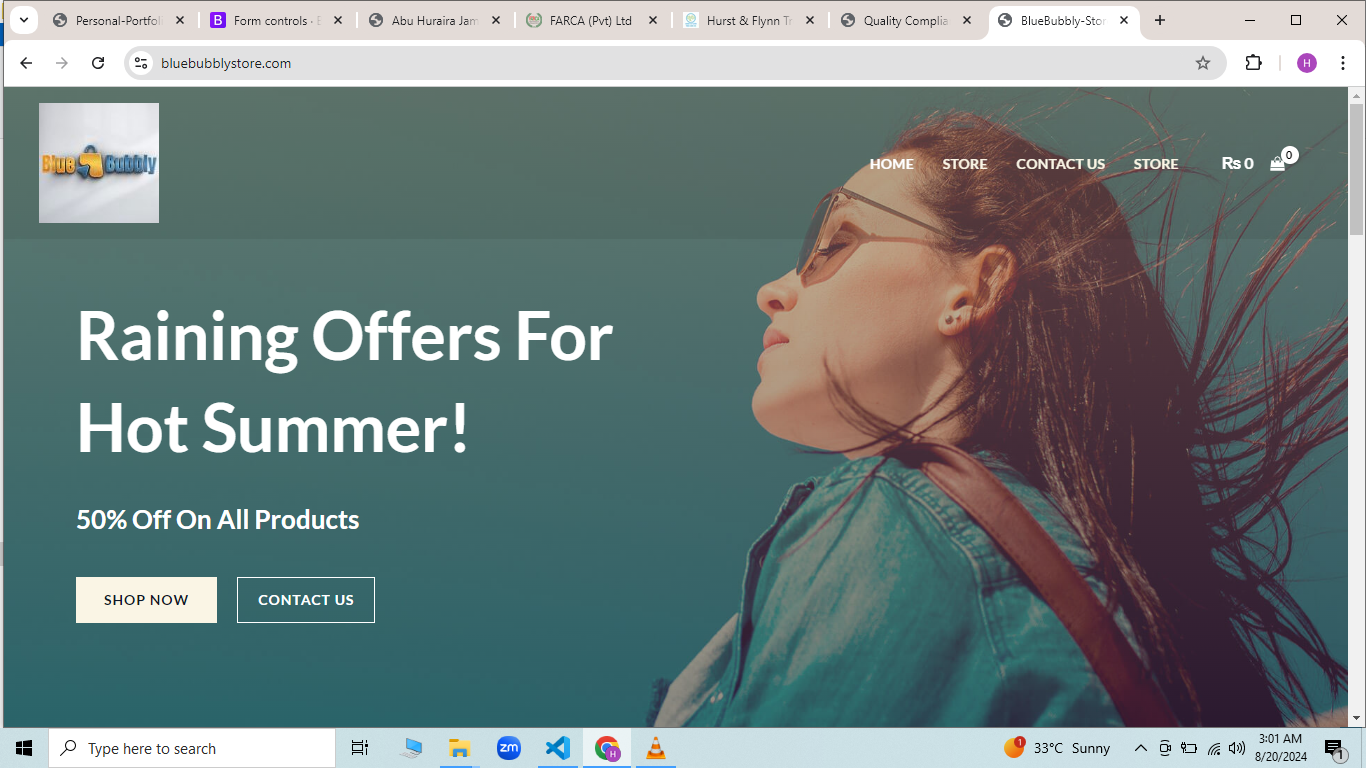 Personal-Portfoli
Form controls · B
Abu Huraira Jam
FARCA (Pvt) Ltd
Hurst & Flynn Tr
Quality Complia
BlueBubbly-Stor
bluebubblystore.com
H
Blue Bubbly
HOME
STORE
CONTACT US
STORE
₨ 0
0
Raining Offers For
Hot Summer!
50% Off On All Products
SHOP NOW
CONTACT US
Type here to search
zm
H
1
33°C Sunny
3:01 AM
8/20/2024
1